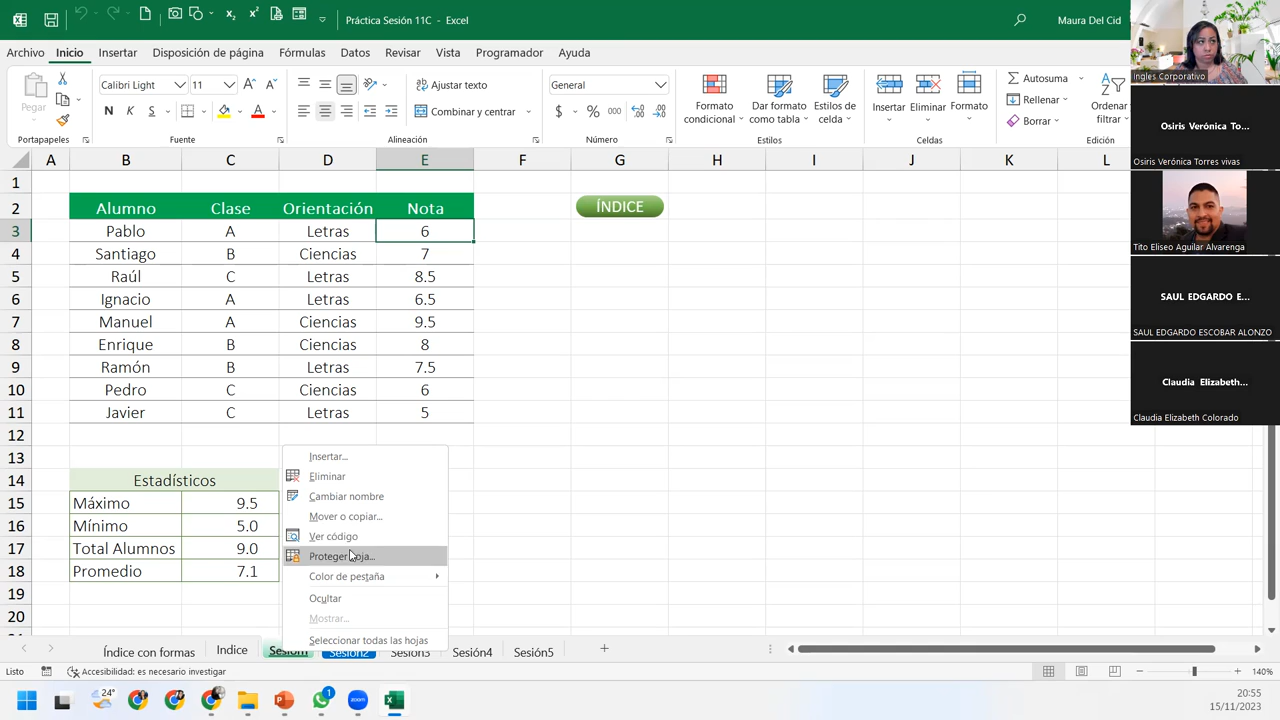 Práctica Sesión 11C - Excel
Maura Del Cid
Archivo Inicio Insertar Disposición de página Fórmulas Datos Revisar Vista Programador Ayuda
Pegar
Calibri Light 11
N K S
Ajustar texto
Combinar y centrar
General
$ % 000
Formato condicional
Dar formato como tabla
Estilos de celda
Insertar
Eliminar
Formato
Autosuma
Rellenar
Borrar
Ordenar
filtrar
Portapapeles Fuente Alineación Número Estilos Celdas Edición
Ingles Corporativo
Osiris Verónica To...
Osiris Verónica Torres vivas
Tito Eliseo Aguilar Alvarenga
SAUL EDGARDO E...
SAUL EDGARDO ESCOBAR ALONZO
Claudia Elizabeth...
Claudia Elizabeth Colorado
A B C D E F G H I J K L
1
2 Alumno Clase Orientación Nota ÍNDICE
3 Pablo A Letras 6
4 Santiago B Ciencias 7
5 Raúl C Letras 8.5
6 Ignacio A Letras 6.5
7 Manuel A Ciencias 9.5
8 Enrique B Ciencias 8
9 Ramón B Letras 7.5
10 Pedro C Ciencias 6
11 Javier C Letras 5
12
13
14 Estadísticos
15 Máximo 9.5
16 Mínimo 5.0
17 Total Alumnos 9.0
18 Promedio 7.1
19
20
Insertar...
Eliminar
Cambiar nombre
Mover o copiar...
Ver código
Proteger hoja...
Color de pestaña
Ocultar
Mostrar...
Seleccionar todas las hojas
Índice con formas Indice Sesión1 Sesión2 Sesión3 Sesión4 Sesión5
Listo Accesibilidad: es necesario investigar 140%
24°
1
20:55
15/11/2023